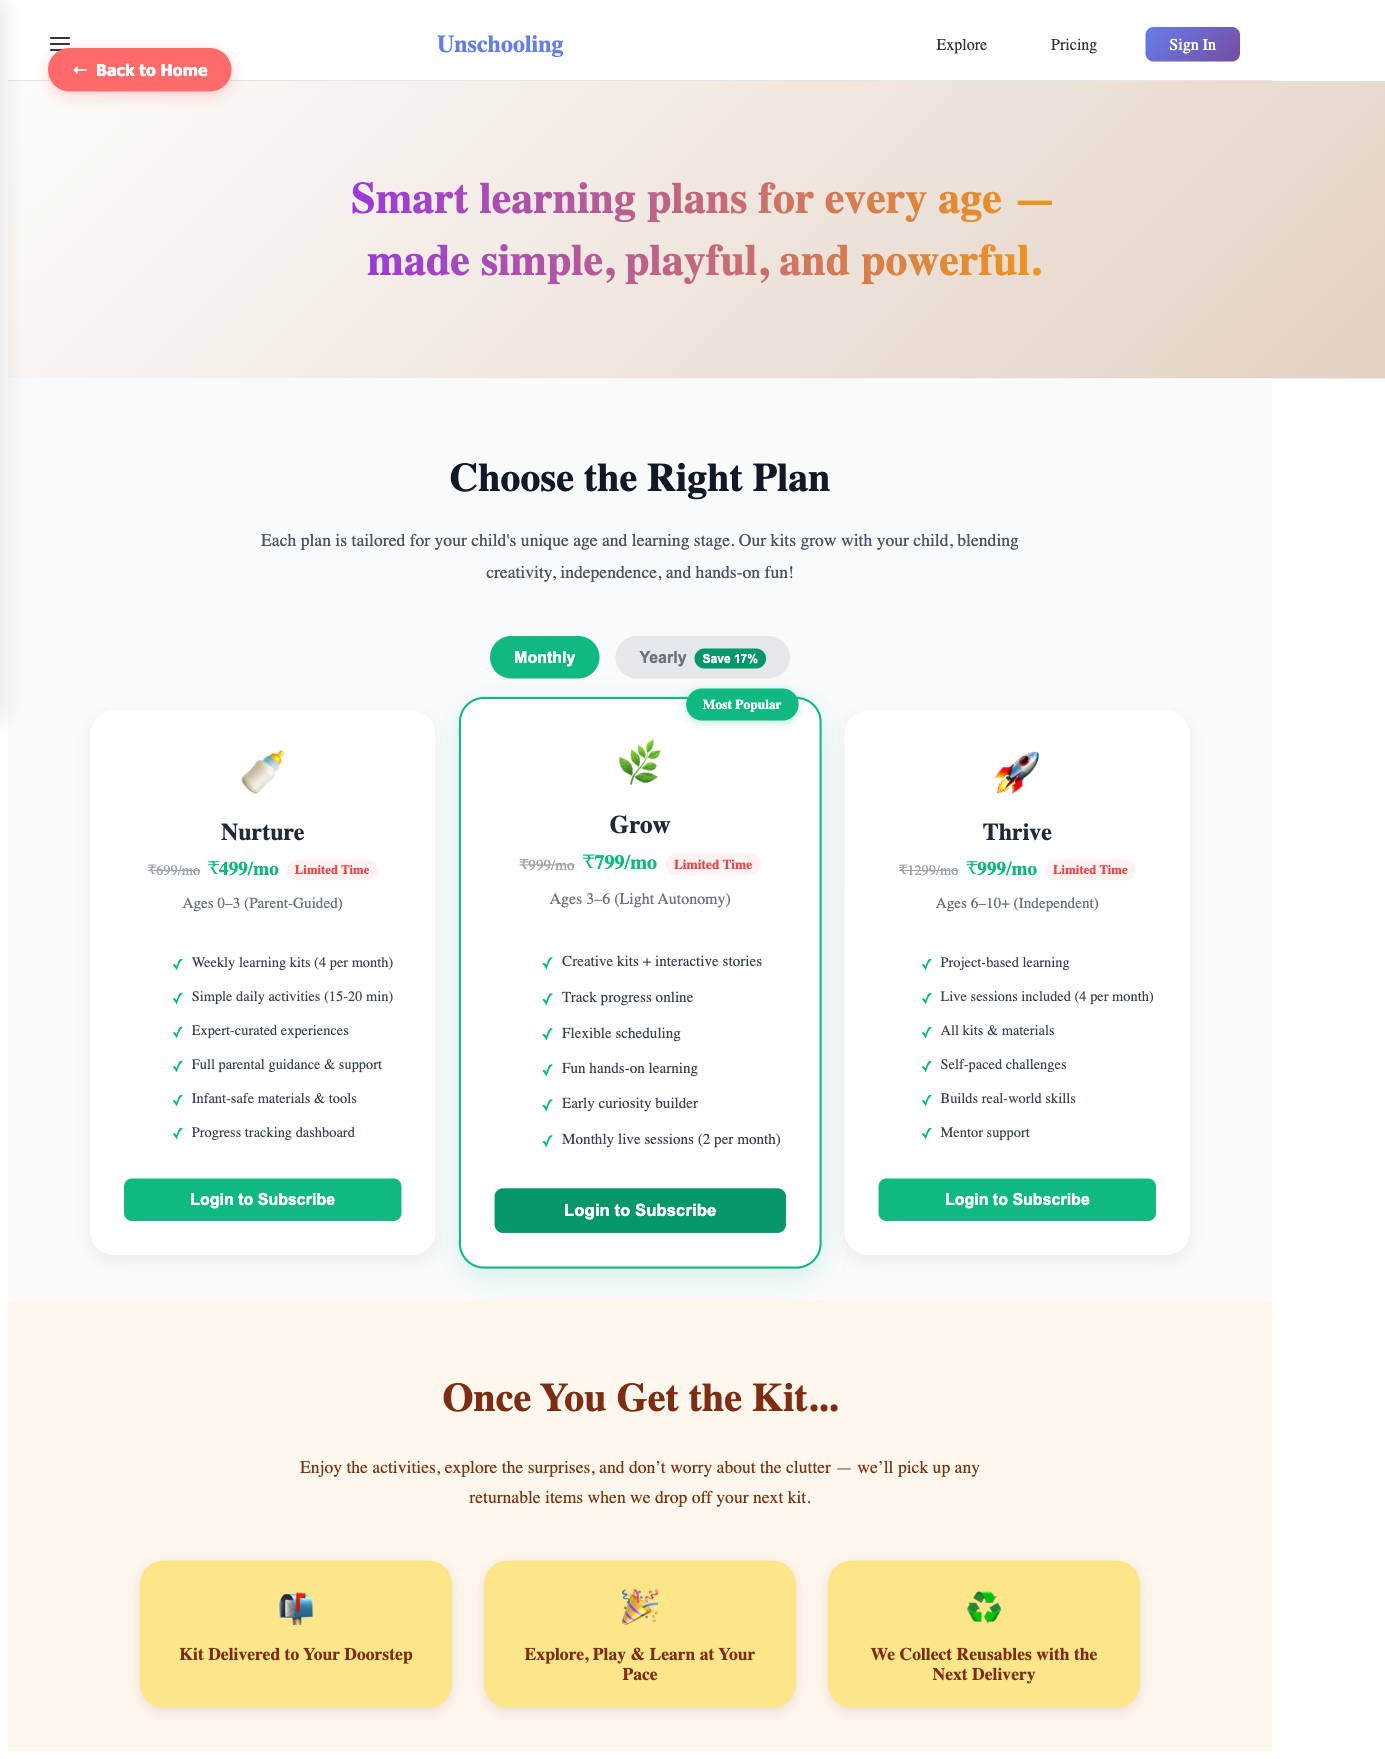 Unschooling
Explore
Pricing
Sign In
← Back to Home
Smart learning plans for every age —
made simple, playful, and powerful.
Choose the Right Plan
Each plan is tailored for your child's unique age and learning stage. Our kits grow with your child, blending
creativity, independence, and hands-on fun!
Monthly
Yearly Save 17%
Nurture
₹699/mo ₹499/mo Limited Time
Ages 0–3 (Parent-Guided)
✓ Weekly learning kits (4 per month)
✓ Simple daily activities (15-20 min)
✓ Expert-curated experiences
✓ Full parental guidance & support
✓ Infant-safe materials & tools
✓ Progress tracking dashboard
Login to Subscribe
Most Popular
Grow
₹999/mo ₹799/mo Limited Time
Ages 3–6 (Light Autonomy)
✓ Creative kits + interactive stories
✓ Track progress online
✓ Flexible scheduling
✓ Fun hands-on learning
✓ Early curiosity builder
✓ Monthly live sessions (2 per month)
Login to Subscribe
Thrive
₹1299/mo ₹999/mo Limited Time
Ages 6–10+ (Independent)
✓ Project-based learning
✓ Live sessions included (4 per month)
✓ All kits & materials
✓ Self-paced challenges
✓ Builds real-world skills
✓ Mentor support
Login to Subscribe
Once You Get the Kit...
Enjoy the activities, explore the surprises, and don’t worry about the clutter — we’ll pick up any
returnable items when we drop off your next kit.
Kit Delivered to Your Doorstep
Explore, Play & Learn at Your
Pace
We Collect Reusables with the
Next Delivery